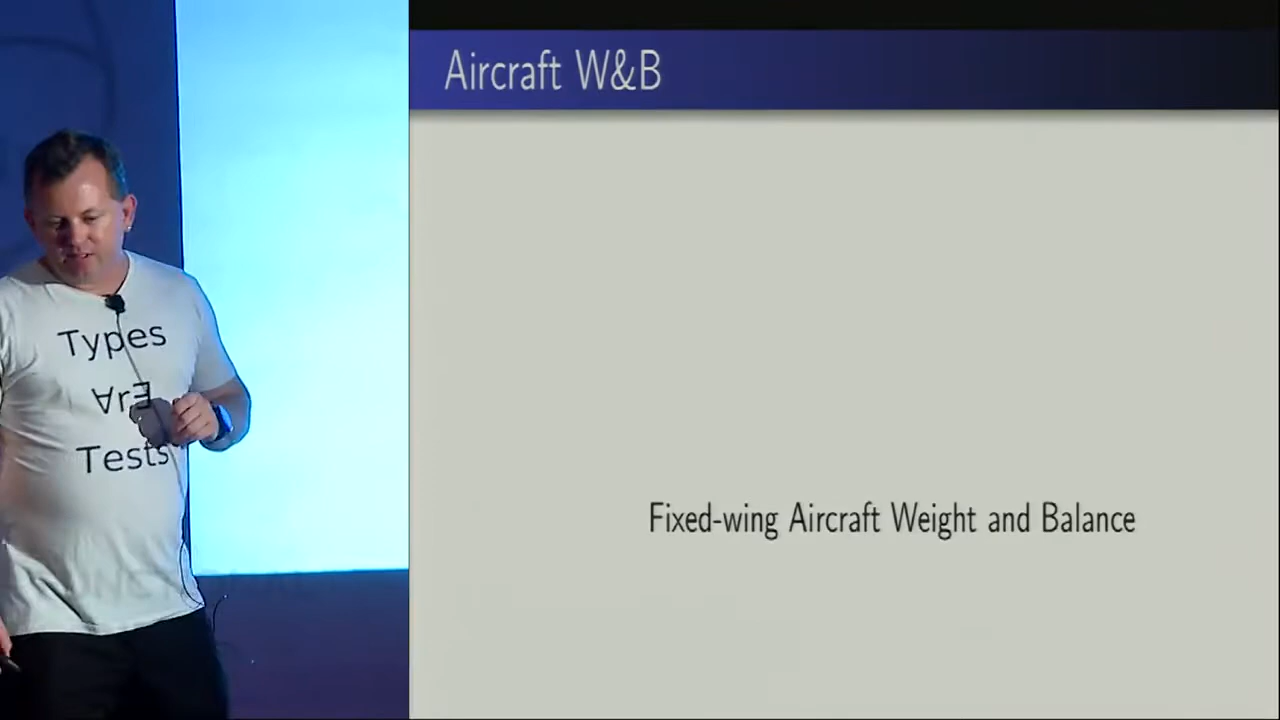 Aircraft W&B
Types
∀r∃
Tests
Fixed-wing Aircraft Weight and Balance